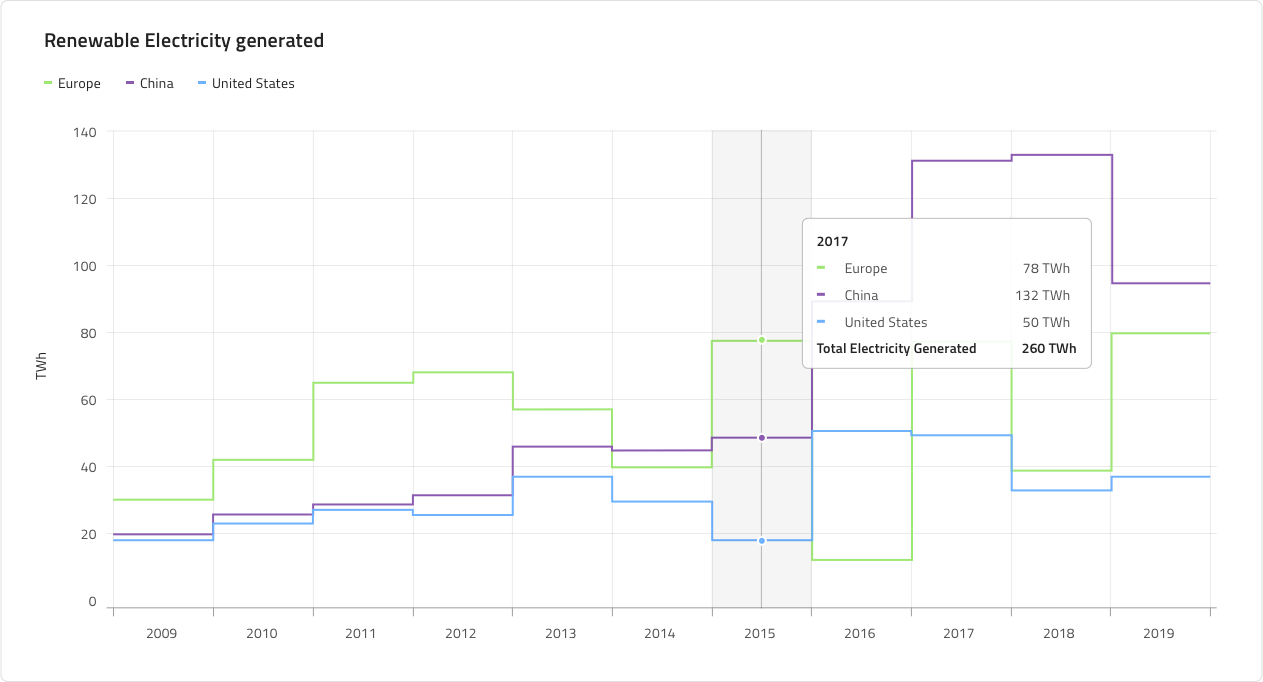 Renewable Electricity generated
Europe China United States
140
120
100
80
60
40
20
0
TWh
2017
Europe 78 TWh
China 132 TWh
United States 50 TWh
Total Electricity Generated 260 TWh
2009 2010 2011 2012 2013 2014 2015 2016 2017 2018 2019